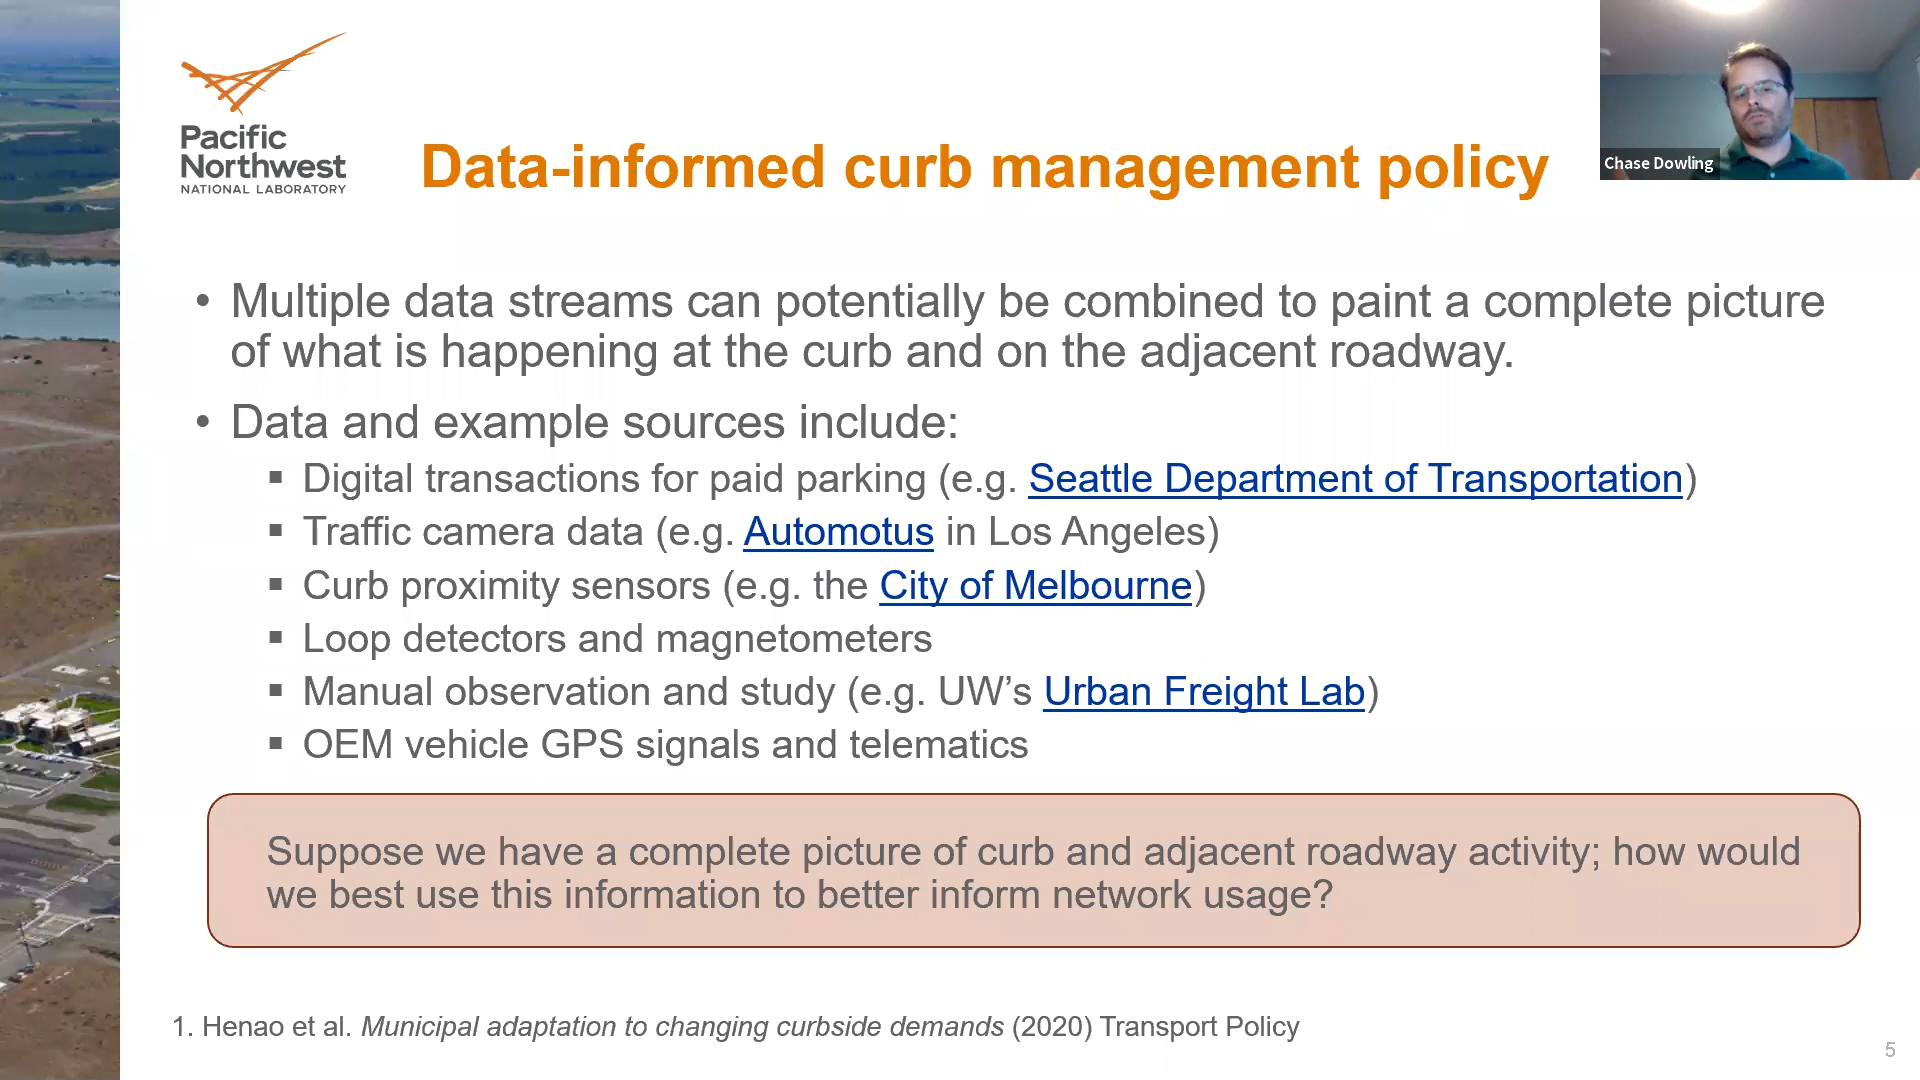 Pacific
Northwest
NATIONAL LABORATORY
Data-informed curb management policy
Chase Dowling
• Multiple data streams can potentially be combined to paint a complete picture
of what is happening at the curb and on the adjacent roadway.
• Data and example sources include:
▪ Digital transactions for paid parking (e.g. Seattle Department of Transportation)
▪ Traffic camera data (e.g. Automotus in Los Angeles)
▪ Curb proximity sensors (e.g. the City of Melbourne)
▪ Loop detectors and magnetometers
▪ Manual observation and study (e.g. UW’s Urban Freight Lab)
▪ OEM vehicle GPS signals and telematics
Suppose we have a complete picture of curb and adjacent roadway activity; how would
we best use this information to better inform network usage?
1. Henao et al. Municipal adaptation to changing curbside demands (2020) Transport Policy
5